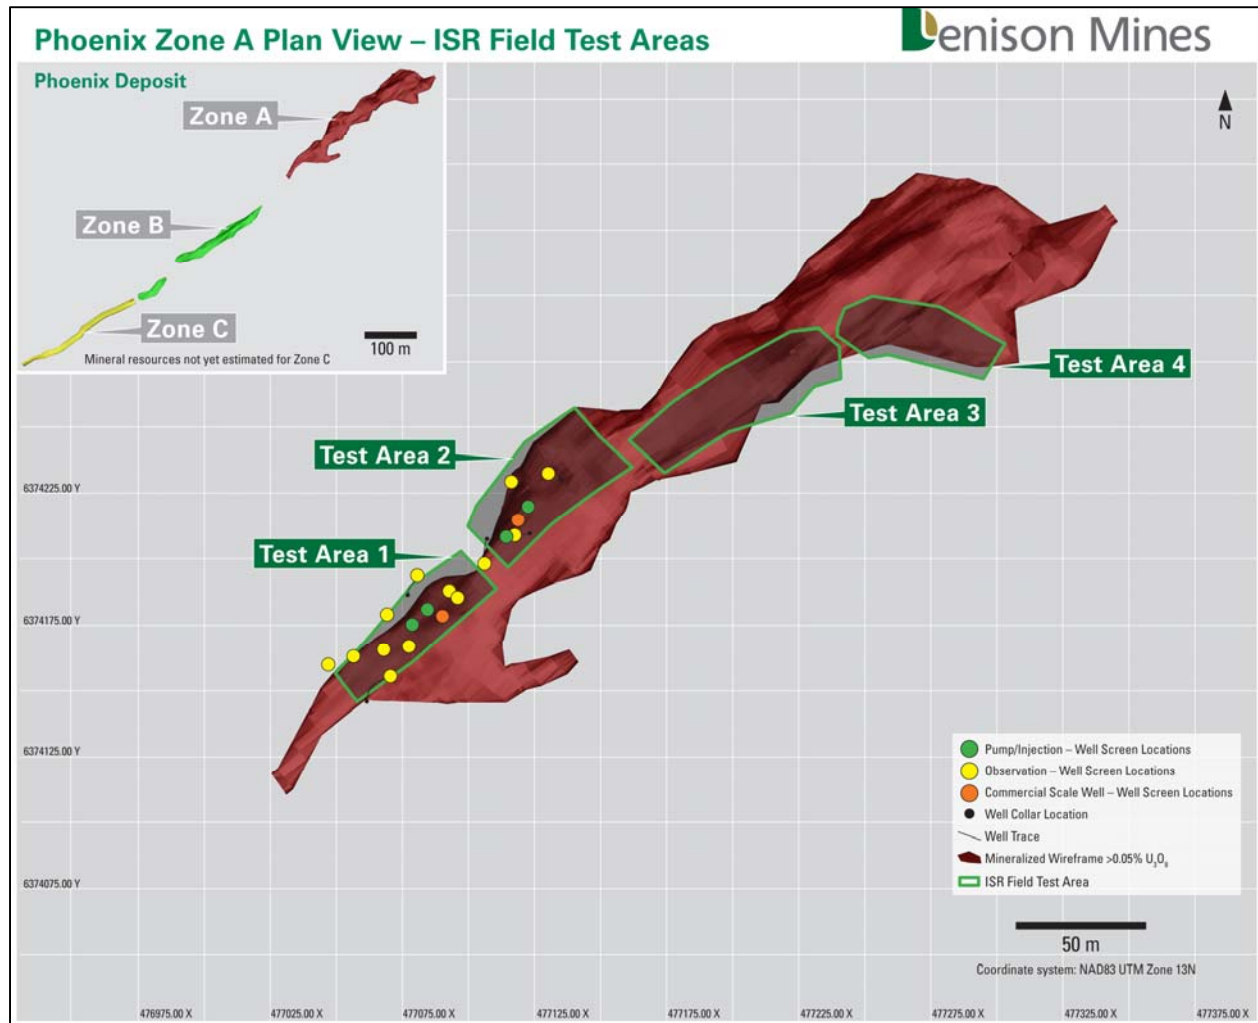 Phoenix Zone A Plan View – ISR Field Test Areas
Denison Mines
Phoenix Deposit
Zone A
N
Zone B
Zone C
100 m
Mineral resources not yet estimated for Zone C
Test Area 4
Test Area 3
Test Area 2
6374225.00 Y
Test Area 1
6374175.00 Y
6374125.00 Y
Pump/Injection – Well Screen Locations
Observation – Well Screen Locations
Commercial Scale Well – Well Screen Locations
Well Collar Location
Well Trace
Mineralized Wireframe >0.05% U₃O₈
ISR Field Test Area
6374075.00 Y
50 m
Coordinate system: NAD83 UTM Zone 13N
476975.00 X 477025.00 X 477075.00 X 477125.00 X 477175.00 X 477225.00 X 477275.00 X 477325.00 X 477375.00 X